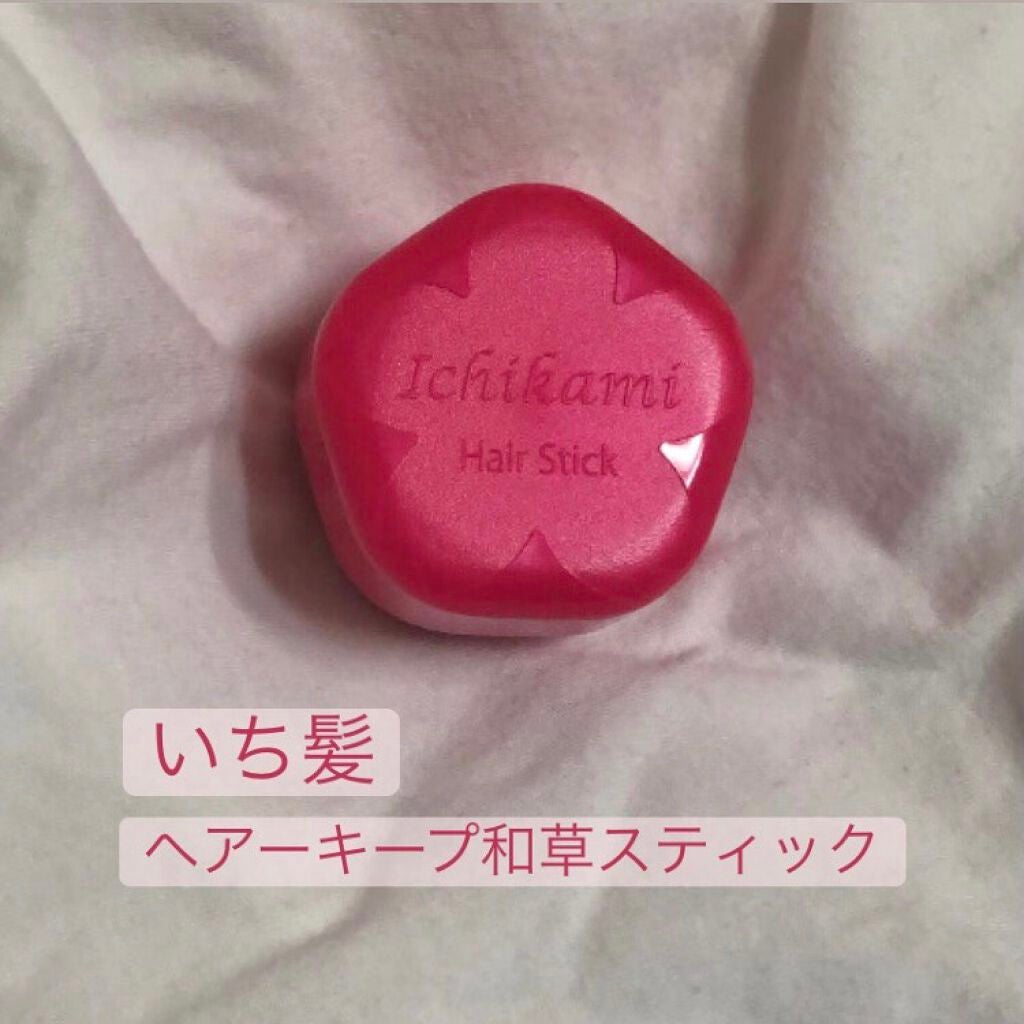 Ichikami
Hair Stick
いち髪
ヘアーキープ和草スティック